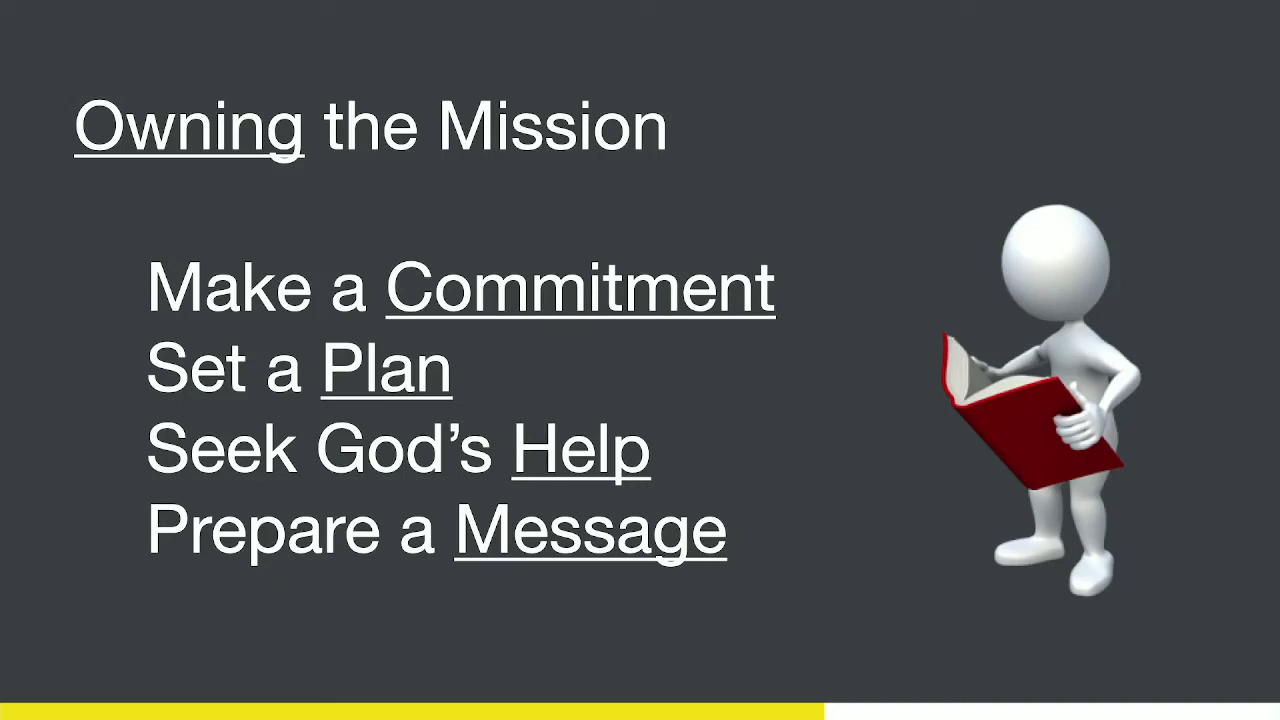 Owning the Mission
Make a Commitment
Set a Plan
Seek God’s Help
Prepare a Message